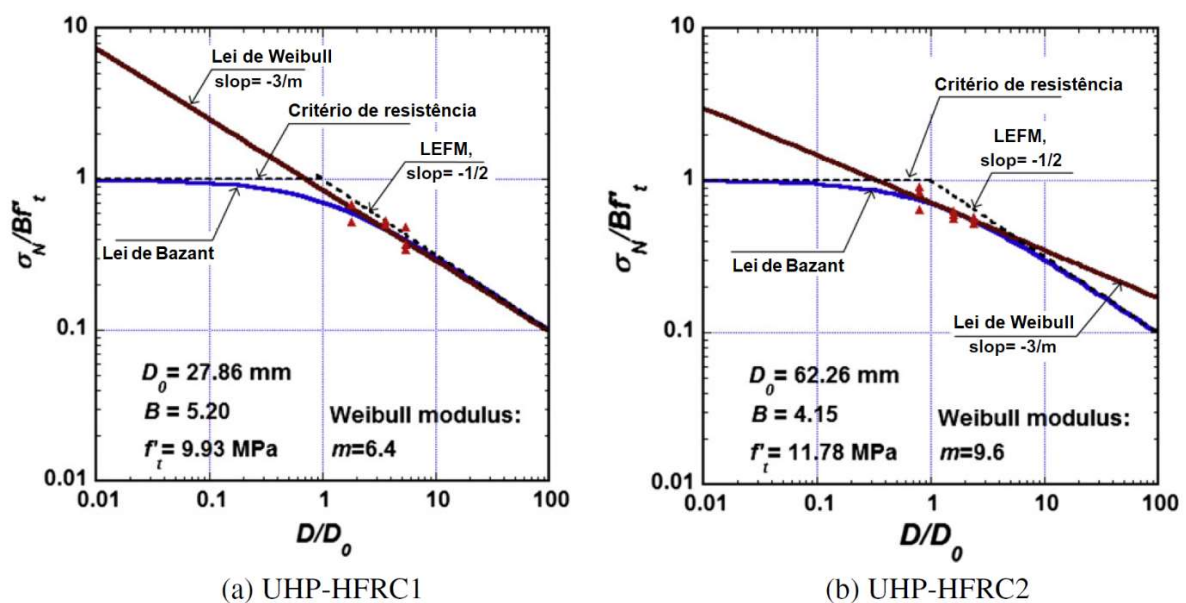 10
Lei de Weibull
slop= -3/m
Critério de resistência
LEFM,
slop= -1/2
1
σN/Bf't
Lei de Bazant
0.1
D0= 27.86 mm
B = 5.20
Weibull modulus:
f't= 9.93 MPa
m=6.4
0.01
0.01
0.1
1
10
100
D/D0
(a) UHP-HFRC1
10
Critério de resistência
LEFM,
slop= -1/2
1
σN/Bf't
Lei de Bazant
Lei de Weibull
slop= -3/m
0.1
D0= 62.26 mm
B = 4.15
Weibull modulus:
f't= 11.78 MPa
m=9.6
0.01
0.01
0.1
1
10
100
D/D0
(b) UHP-HFRC2